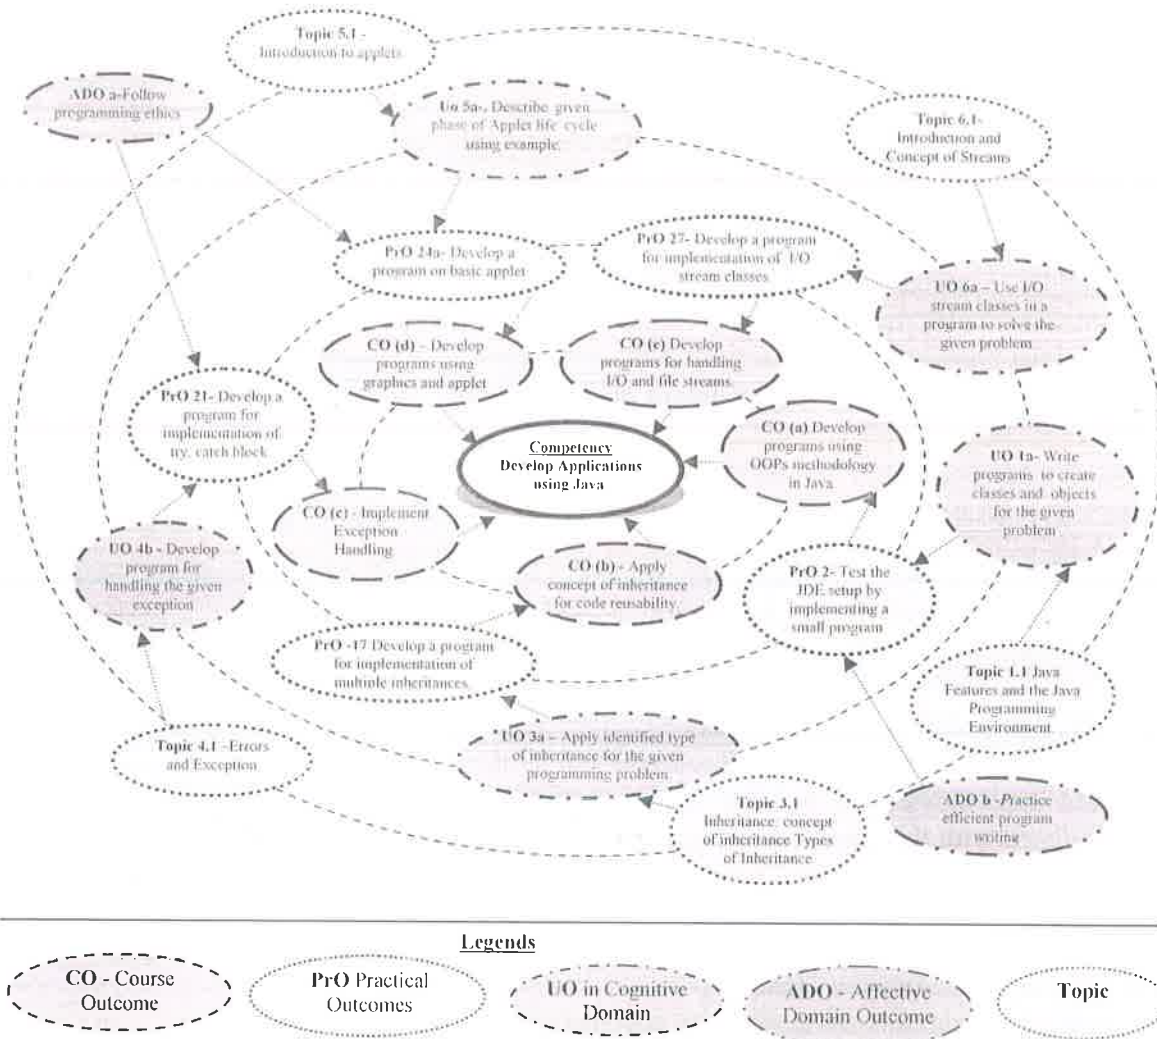 Topic 5.1 -
Introduction to applets
ADO a-Follow
programming ethics
Uo 5a-. Describe given
phase of Applet life cycle
using example.
Topic 6.1-
Introduction and
Concept of Streams
PrO 24a- Develop a
program on basic applet
PrO 27- Develop a program
for implementation of I/O
stream classes.
UO 6a – Use I/O
stream classes in a
program to solve the
given problem
CO (d) – Develop
programs using
graphics and applet
CO (e) Develop
programs for handling
I/O and file streams.
PrO 21- Develop a
program for
implementation of
try, catch block
Competency
Develop Applications
using Java
CO (a) Develop
programs using
OOPs methodology
in Java
UO 1a- Write
programs to create
classes and objects
for the given
problem
CO (c) - Implement
Exception
Handling
UO 4b - Develop
program for
handling the given
exception
CO (b) - Apply
concept of inheritance
for code reusability.
PrO 2- Test the
JDE setup by
implementing a
small program
PrO -17 Develop a program
for implementation of
multiple inheritances.
Topic 1.1 Java
Features and the Java
Programming
Environment
Topic 4.1 -Errors
and Exception
UO 3a – Apply identified type
of inheritance for the given
programming problem
Topic 3.1
Inheritance: concept
of inheritance Types
of Inheritance
ADO b -Practice
efficient program
writing
Legends
CO - Course
Outcome
PrO Practical
Outcomes
UO in Cognitive
Domain
ADO - Affective
Domain Outcome
Topic